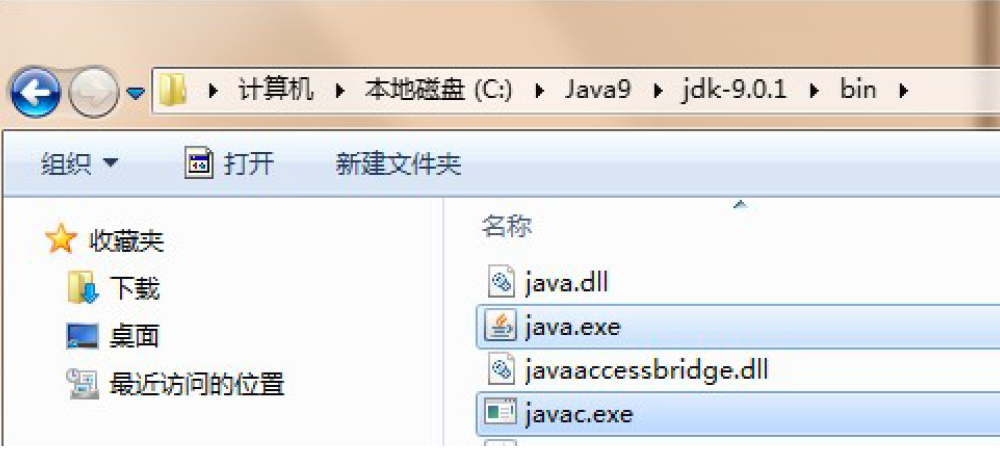 计算机 本地磁盘 (C:) Java9 jdk-9.0.1 bin
组织 打开 新建文件夹
收藏夹
下载
桌面
最近访问的位置
名称
java.dll
java.exe
javaaccessbridge.dll
javac.exe